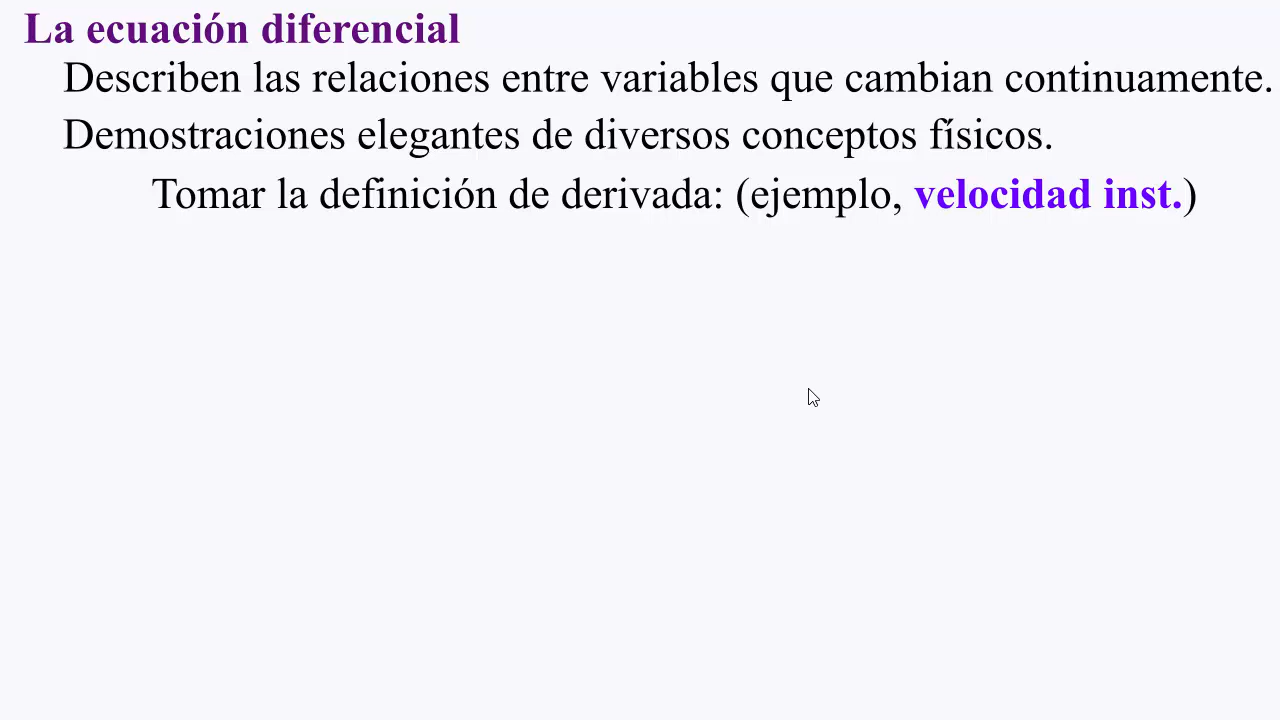 La ecuación diferencial
Describen las relaciones entre variables que cambian continuamente.
Demostraciones elegantes de diversos conceptos físicos.
Tomar la definición de derivada: (ejemplo, velocidad inst.)